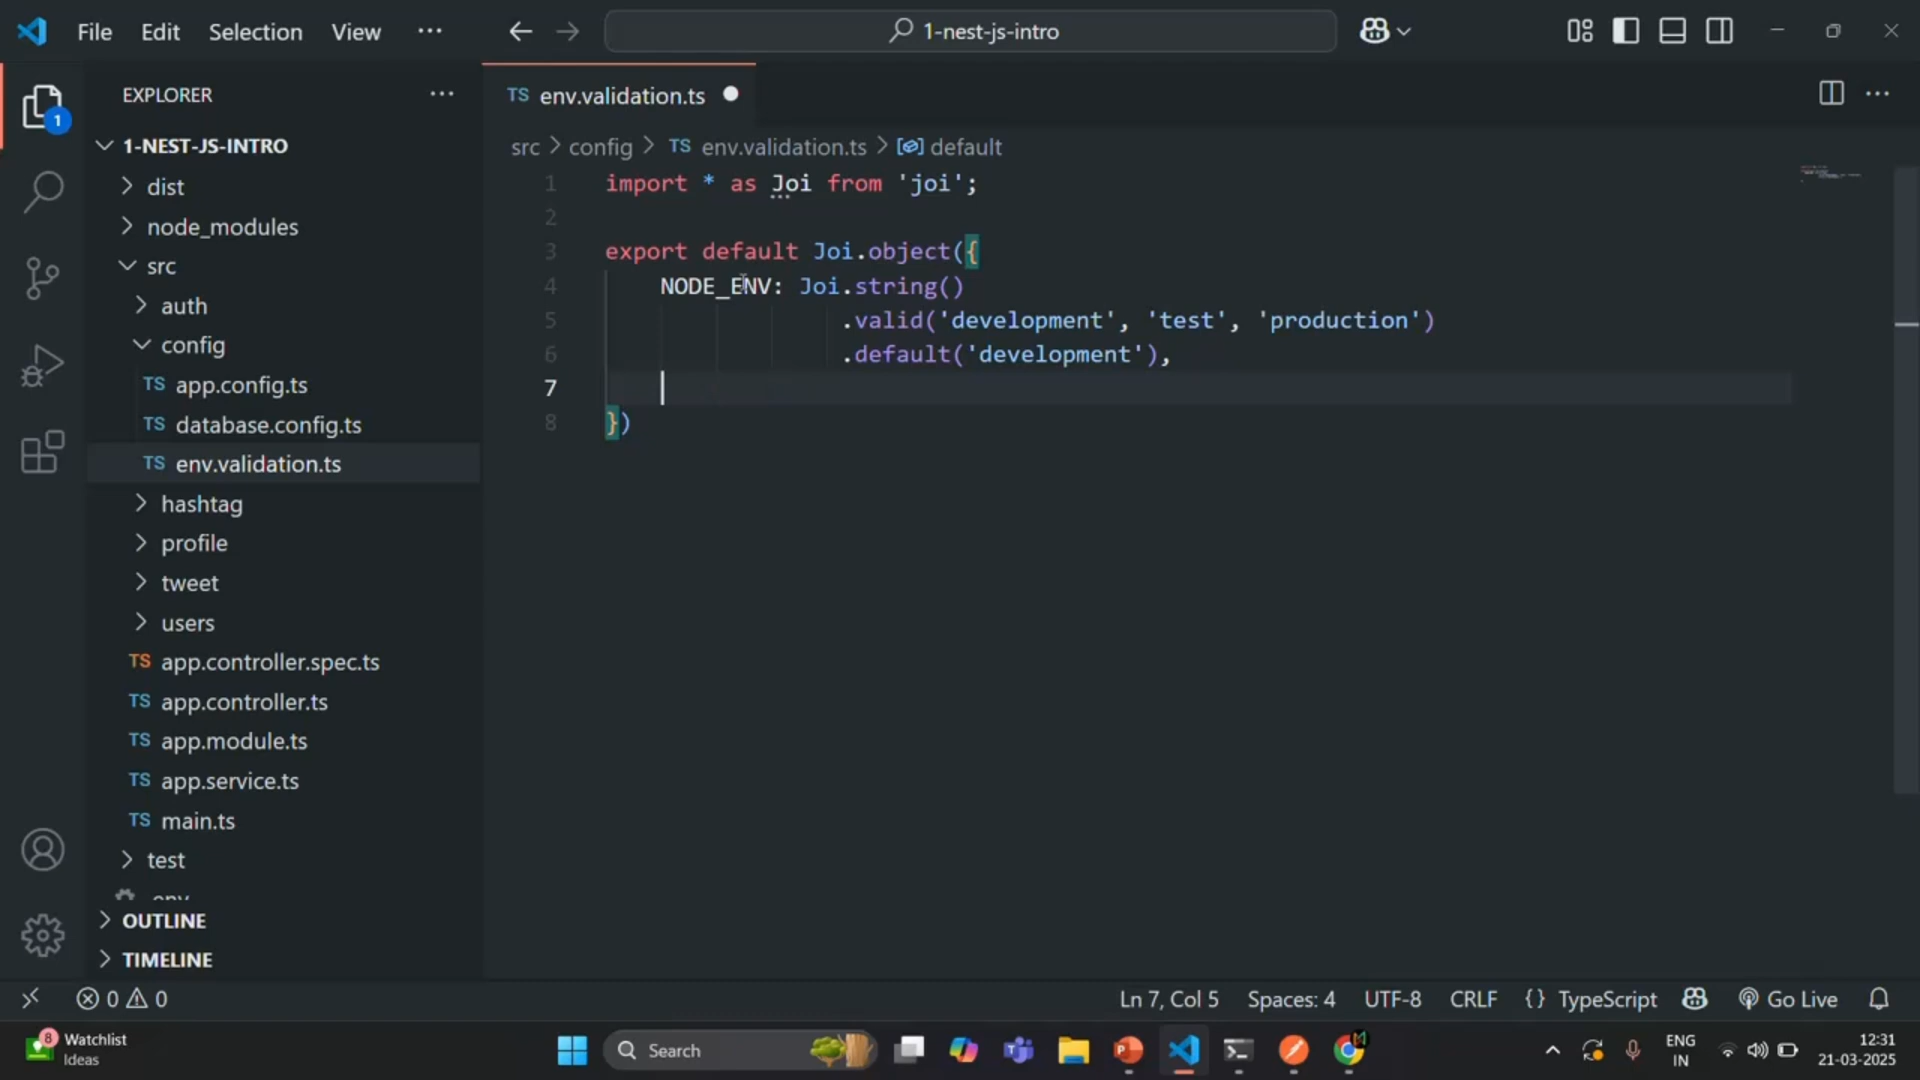 File Edit Selection View ··· 1-nest-js-intro
EXPLORER ···
1-NEST-JS-INTRO
dist
node_modules
src
auth
config
TS app.config.ts
TS database.config.ts
TS env.validation.ts
hashtag
profile
tweet
users
TS app.controller.spec.ts
TS app.controller.ts
TS app.module.ts
TS app.service.ts
TS main.ts
test
OUTLINE
TIMELINE
1
TS env.validation.ts
src > config > TS env.validation.ts > default
1 import * as Joi from 'joi';
2
3 export default Joi.object({
4 NODE_ENV: Joi.string()
5 .valid('development', 'test', 'production')
6 .default('development'),
7
8 })
0 0 Ln 7, Col 5 Spaces: 4 UTF-8 CRLF {} TypeScript Go Live
8 Watchlist
Ideas
Search
ENG
IN
12:31
21-03-2025